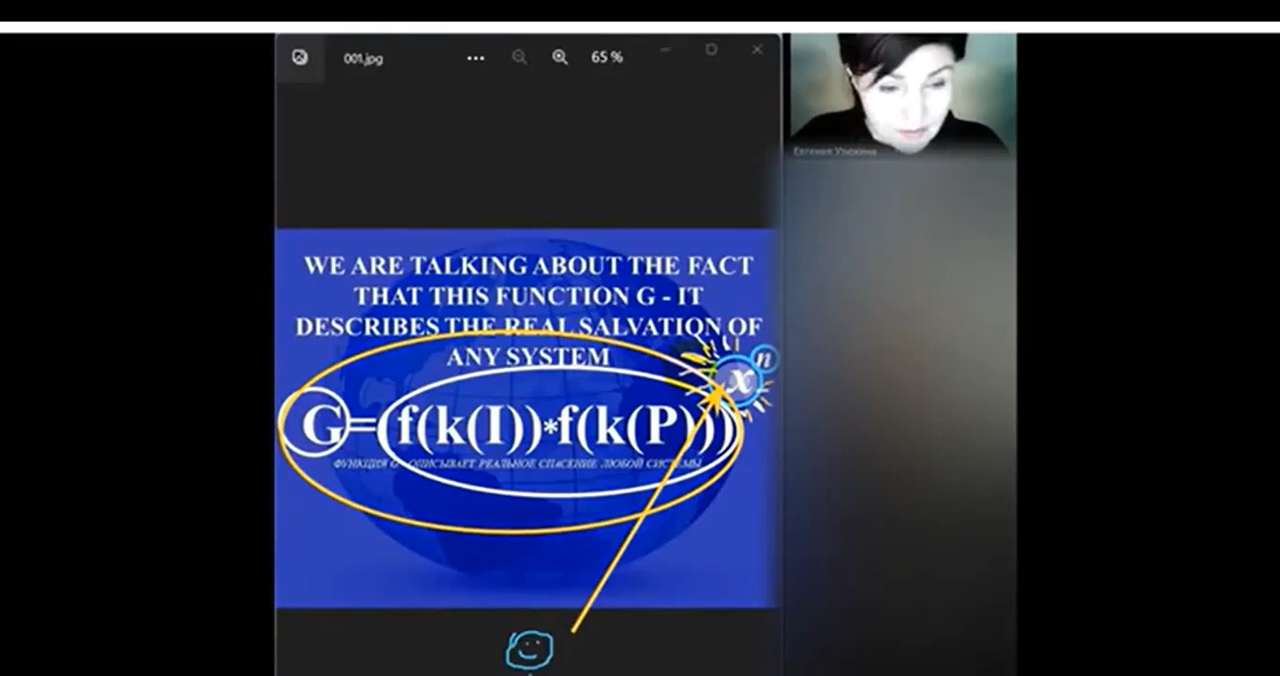 001.jpg
65 %
WE ARE TALKING ABOUT THE FACT
THAT THIS FUNCTION G - IT
DESCRIBES THE REAL SALVATION OF
ANY SYSTEM
G=(f(k(I))*f(k(P)))
x
n
ФУНКЦИЯ G - ОПИСЫВАЕТ РЕАЛЬНОЕ СПАСЕНИЕ ЛЮБОЙ СИСТЕМЫ
Евгения